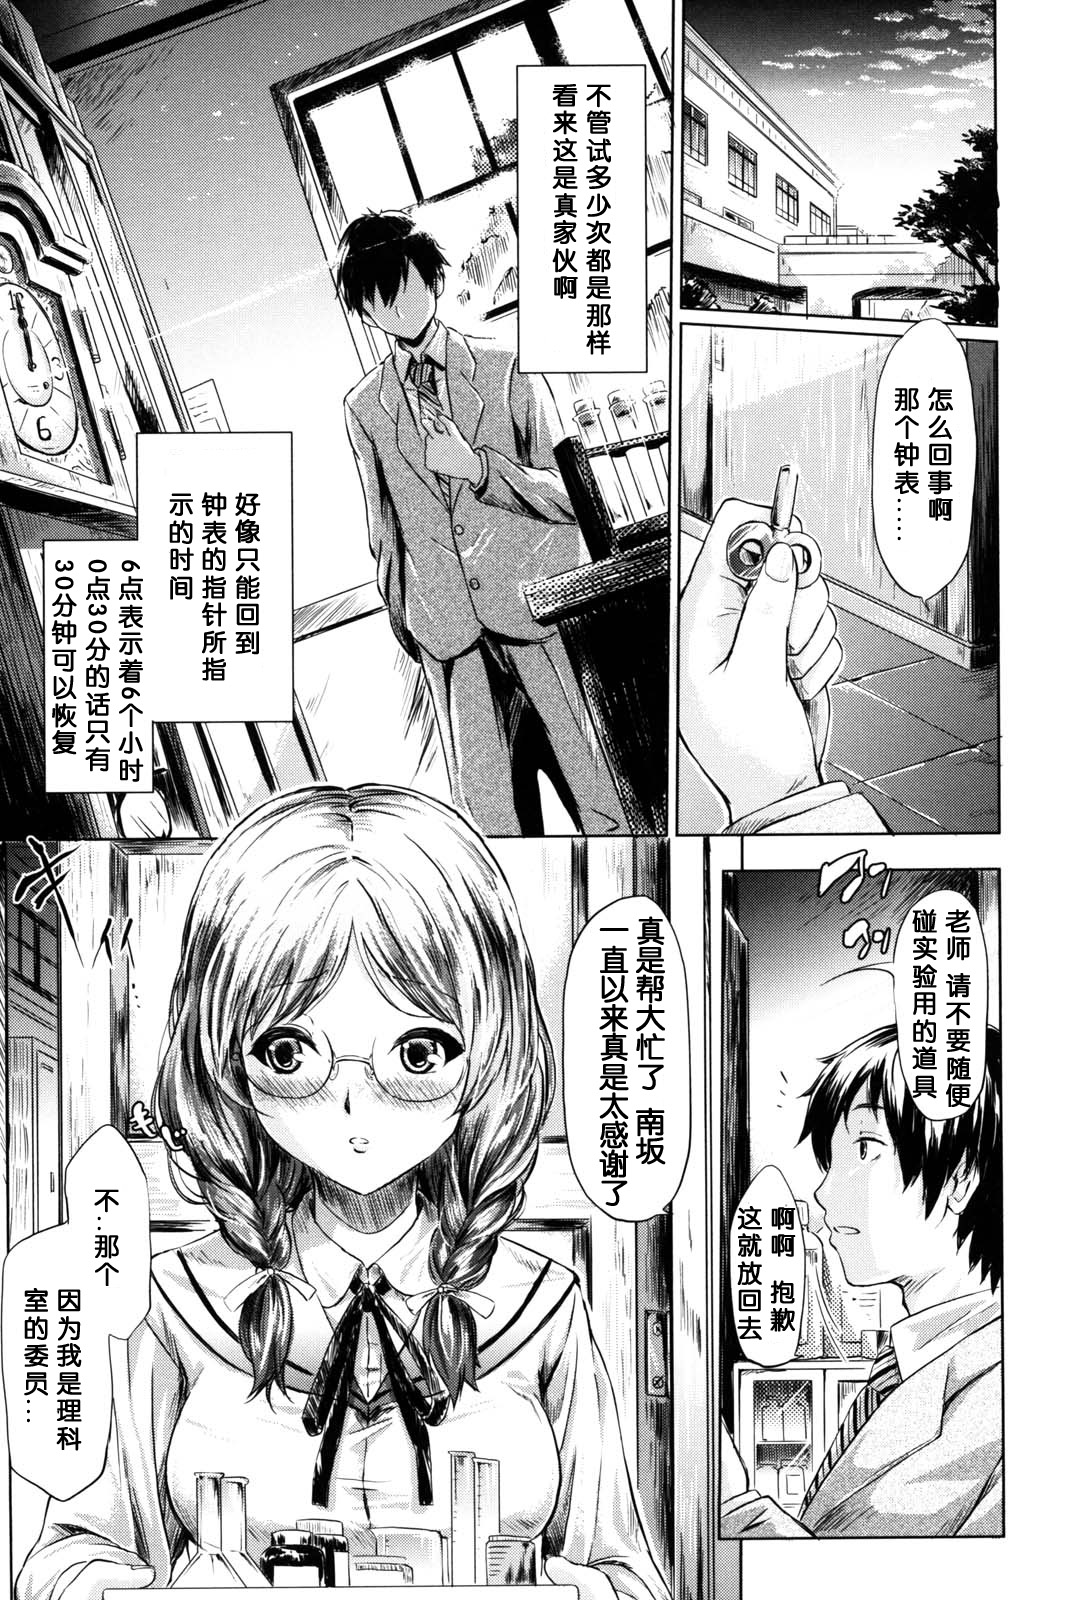 怎么回事啊
那个钟表……
不管试多少次都是那样
看来这是真家伙啊
好像只能回到
钟表的指针所指
示的时间
6点表示着6个小时
0点30分的话只有
30分钟可以恢复
6
老师 请不要随便
碰实验用的道具
啊啊 抱歉
这就放回去
真是帮大忙了 南坂
一直以来真是太感谢了
不‥那个
因为我是理科
室的委员…